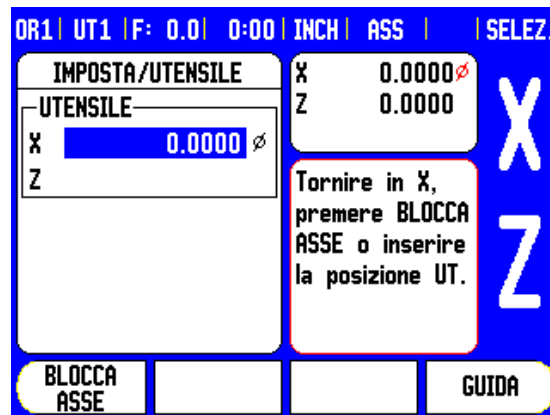 OR1| UT1 |F: 0.0| 0:00| INCH| ASS | |SELEZ.
IMPOSTA/UTENSILE
UTENSILE
X 0.0000 ∅
Z
X 0.0000∅
Z 0.0000
Tornire in X,
premere BLOCCA
ASSE o inserire
la posizione UT.
X
Z
BLOCCA
ASSE
GUIDA